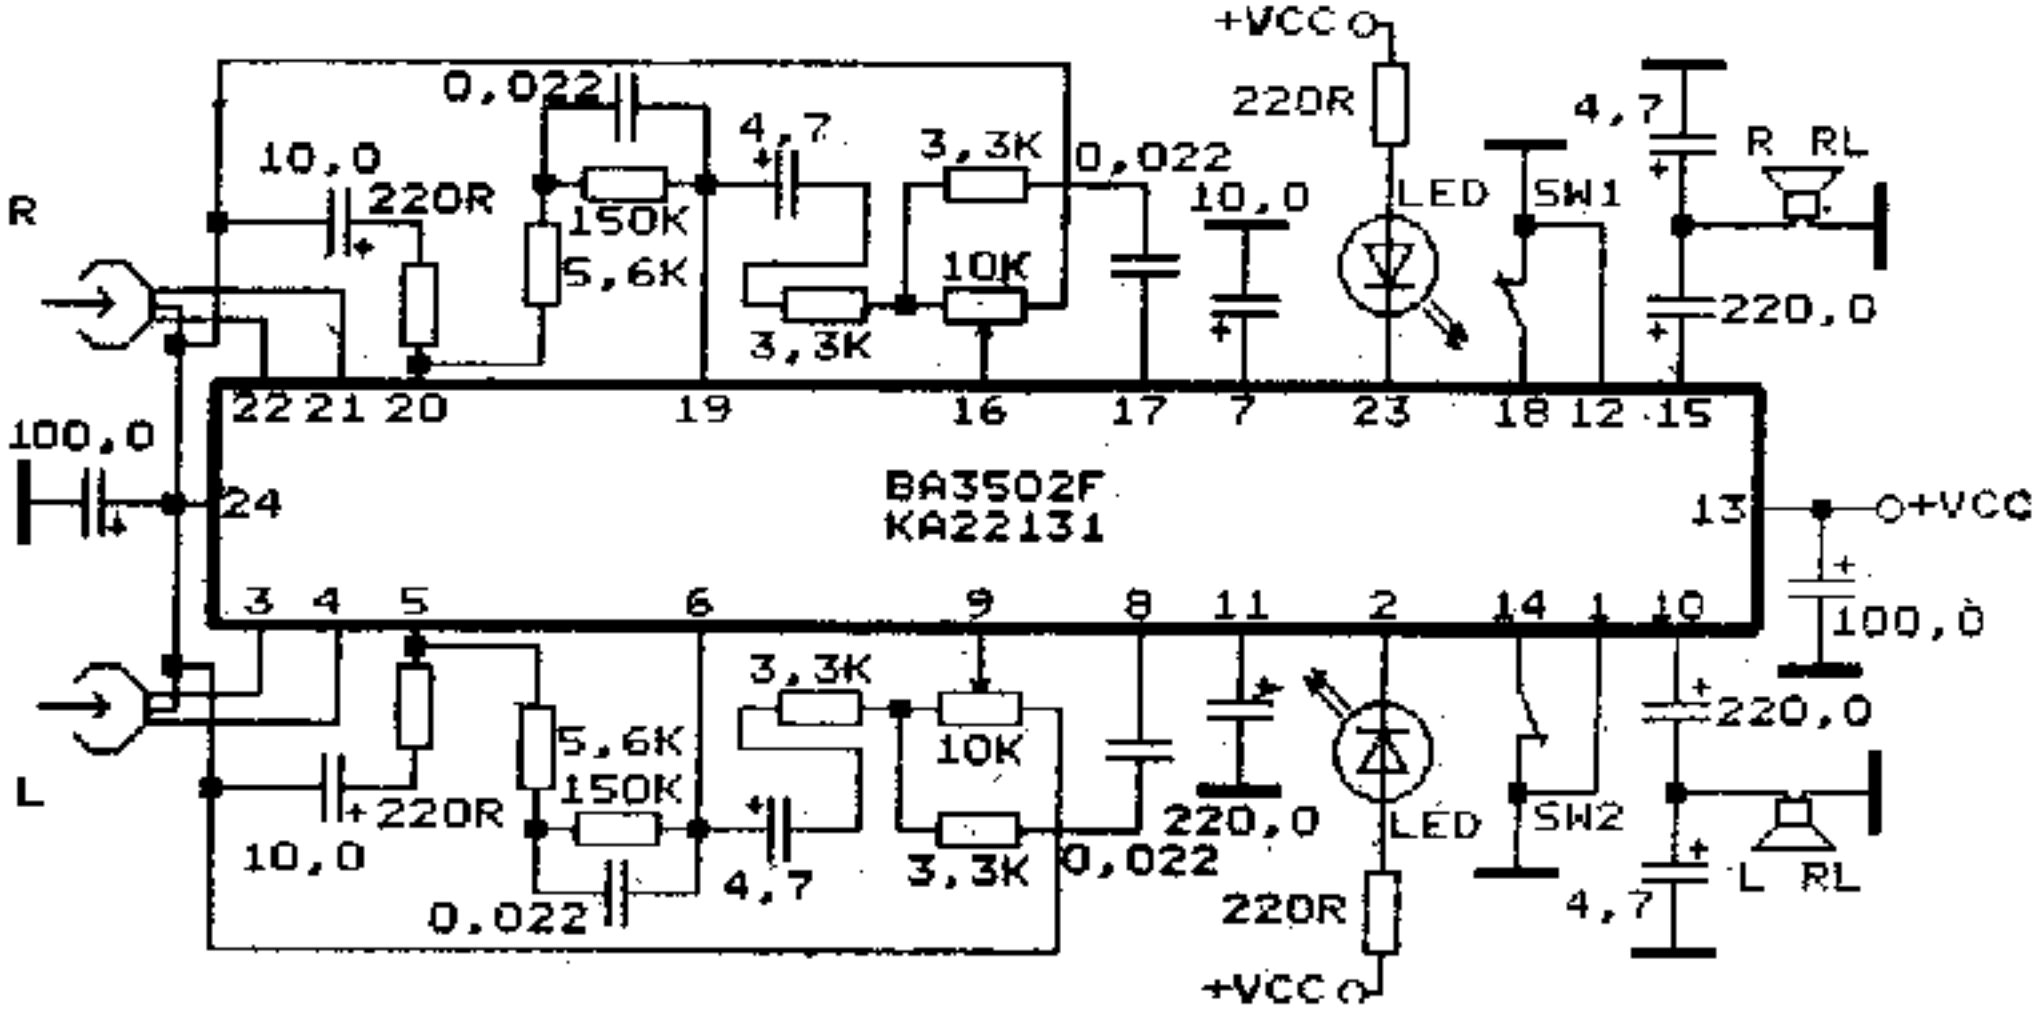 +VCC
0,022
220R
4,7
4,7
3,3K
0,022
R RL
10,0
220R
LED
SW1
10,0
R
150K
5,6K
10K
220,0
3,3K
22 21 20 19 16 17 7 23 18 12 15
100,0
24
BA3502F
13
+VCC
KA22131
3 4 5 6 9 8 11 2 14 1 10
100,0
3,3K
5,6K
10K
220,0
150K
L
+220R
220,0
LED
SW2
10,0
4,7
3,3K
0,022
L RL
0.022
220R
4,7
+VCC